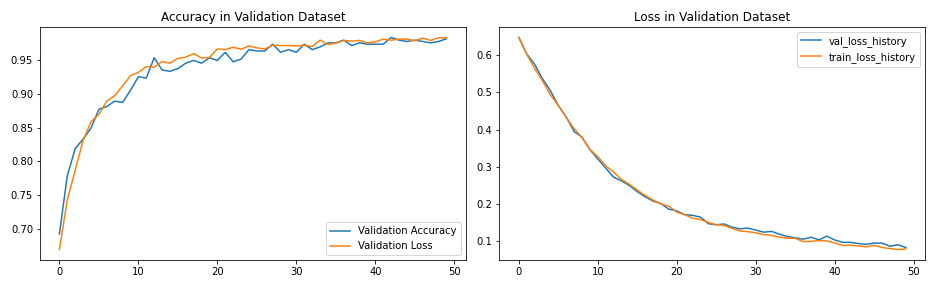 Accuracy in Validation Dataset
0.95
0.90
0.85
0.80
0.75
0.70
0 10 20 30 40 50
Validation Accuracy
Validation Loss
Loss in Validation Dataset
0.6
0.5
0.4
0.3
0.2
0.1
0 10 20 30 40 50
val_loss_history
train_loss_history